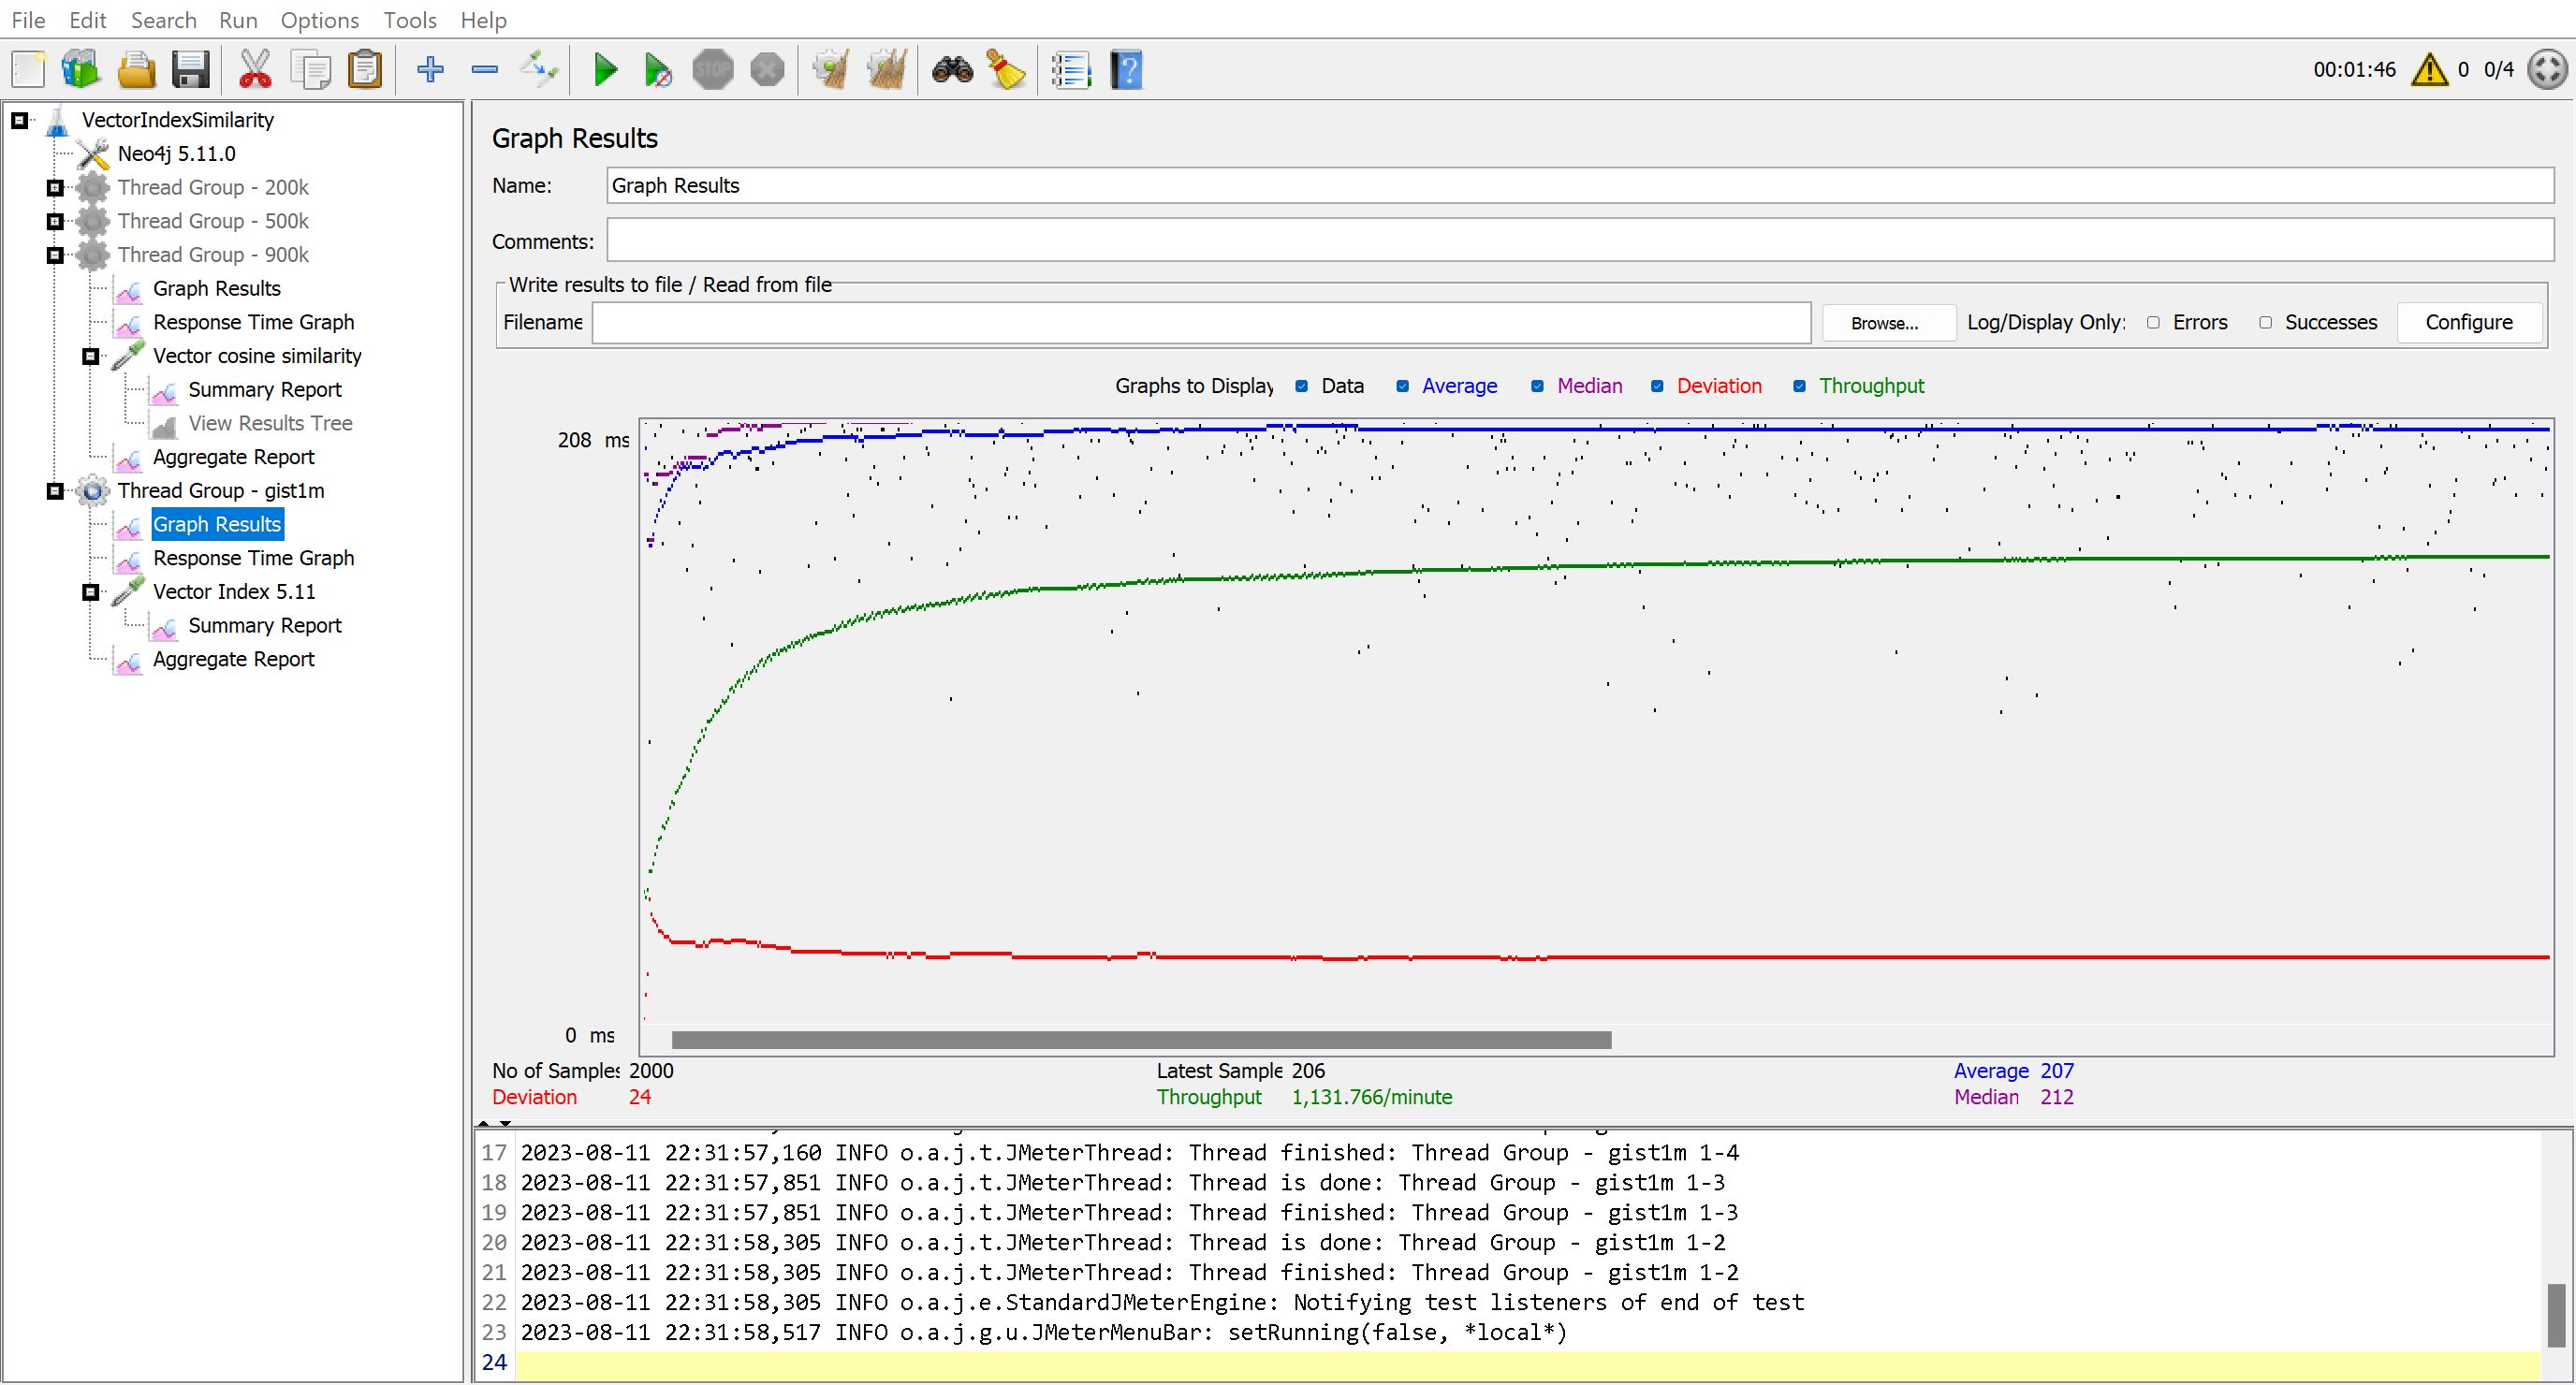 File Edit Search Run Options Tools Help
STOP
00:01:46 0 0/4
VectorIndexSimilarity
Neo4j 5.11.0
Thread Group - 200k
Thread Group - 500k
Thread Group - 900k
Graph Results
Response Time Graph
Vector cosine similarity
Summary Report
View Results Tree
Aggregate Report
Thread Group - gist1m
Graph Results
Response Time Graph
Vector Index 5.11
Summary Report
Aggregate Report
Graph Results
Name: Graph Results
Comments:
Write results to file / Read from file
Filename Browse... Log/Display Only: Errors Successes Configure
Graphs to Display Data Average Median Deviation Throughput
208 ms
0 ms
No of Samples 2000 Latest Sample 206 Average 207
Deviation 24 Throughput 1,131.766/minute Median 212
17 2023-08-11 22:31:57,160 INFO o.a.j.t.JMeterThread: Thread finished: Thread Group - gist1m 1-4
18 2023-08-11 22:31:57,851 INFO o.a.j.t.JMeterThread: Thread is done: Thread Group - gist1m 1-3
19 2023-08-11 22:31:57,851 INFO o.a.j.t.JMeterThread: Thread finished: Thread Group - gist1m 1-3
20 2023-08-11 22:31:58,305 INFO o.a.j.t.JMeterThread: Thread is done: Thread Group - gist1m 1-2
21 2023-08-11 22:31:58,305 INFO o.a.j.t.JMeterThread: Thread finished: Thread Group - gist1m 1-2
22 2023-08-11 22:31:58,305 INFO o.a.j.e.StandardJMeterEngine: Notifying test listeners of end of test
23 2023-08-11 22:31:58,517 INFO o.a.j.g.u.JMeterMenuBar: setRunning(false, *local*)
24